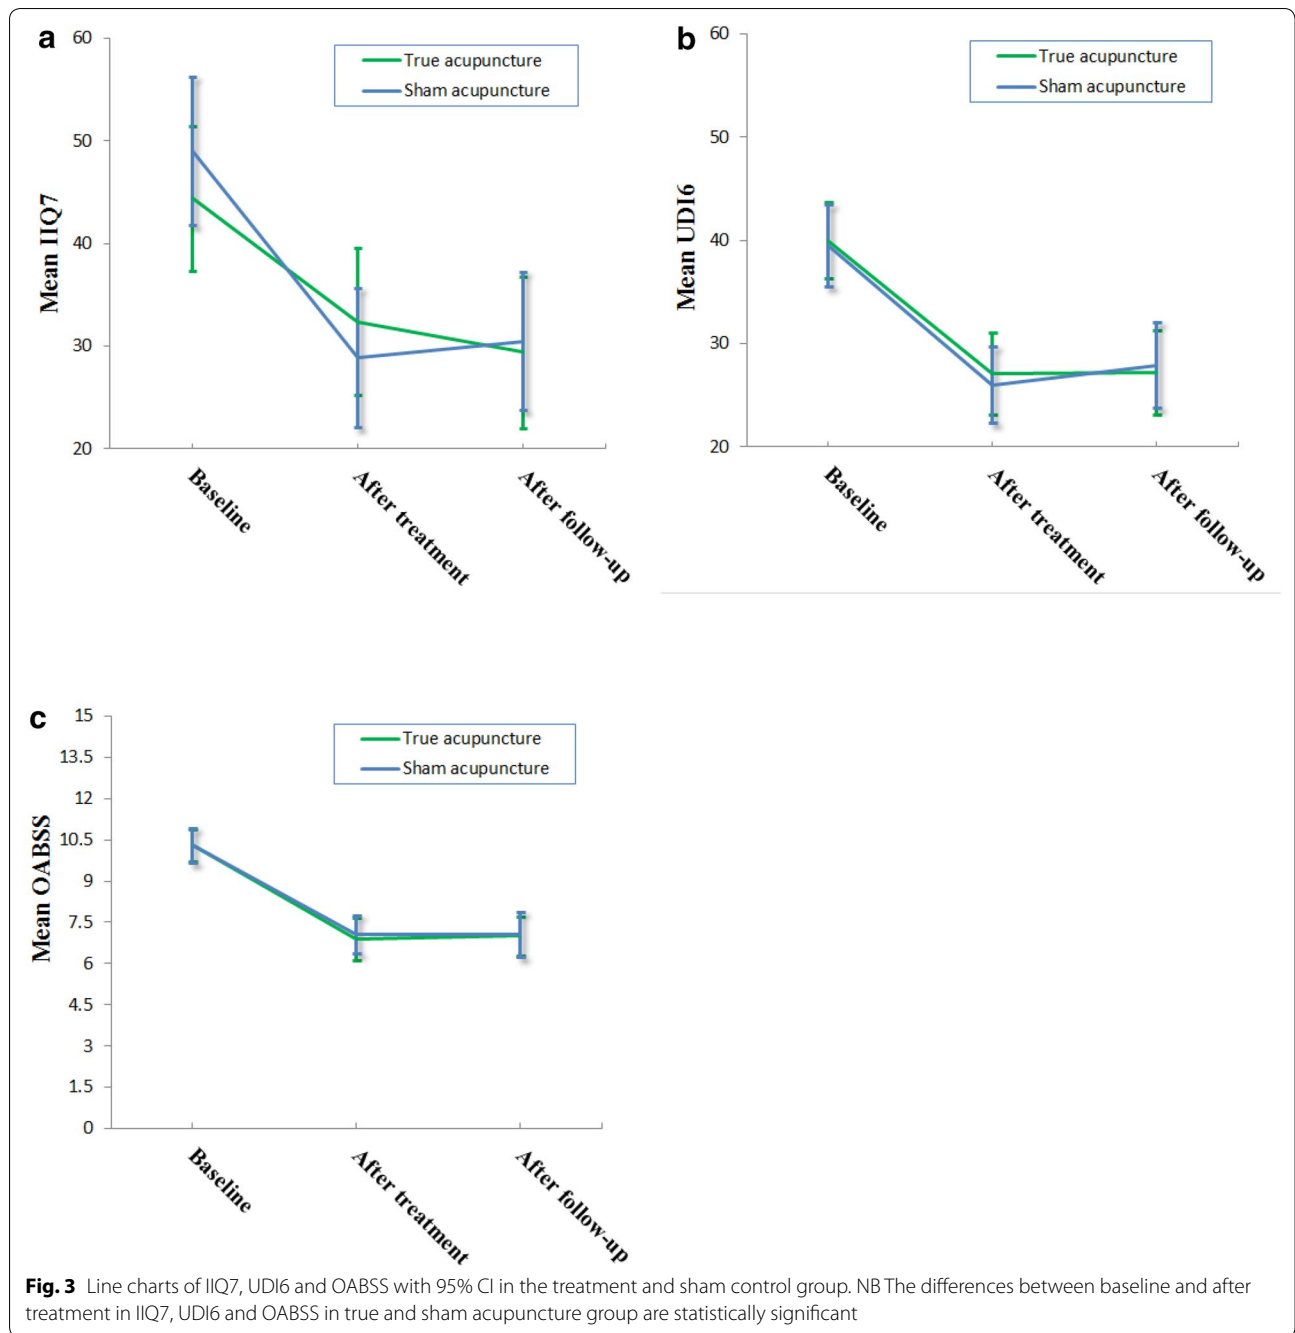 a
60
50
40
30
20
Mean IIQ7
True acupuncture
Sham acupuncture
Baseline
After treatment
After follow-up
b
60
50
40
30
20
Mean UDI6
True acupuncture
Sham acupuncture
Baseline
After treatment
After follow-up
c
15
13.5
12
10.5
9
7.5
6
4.5
3
1.5
0
Mean OABSS
True acupuncture
Sham acupuncture
Baseline
After treatment
After follow-up
Fig. 3 Line charts of IIQ7, UDI6 and OABSS with 95% CI in the treatment and sham control group. NB The differences between baseline and after
treatment in IIQ7, UDI6 and OABSS in true and sham acupuncture group are statistically significant